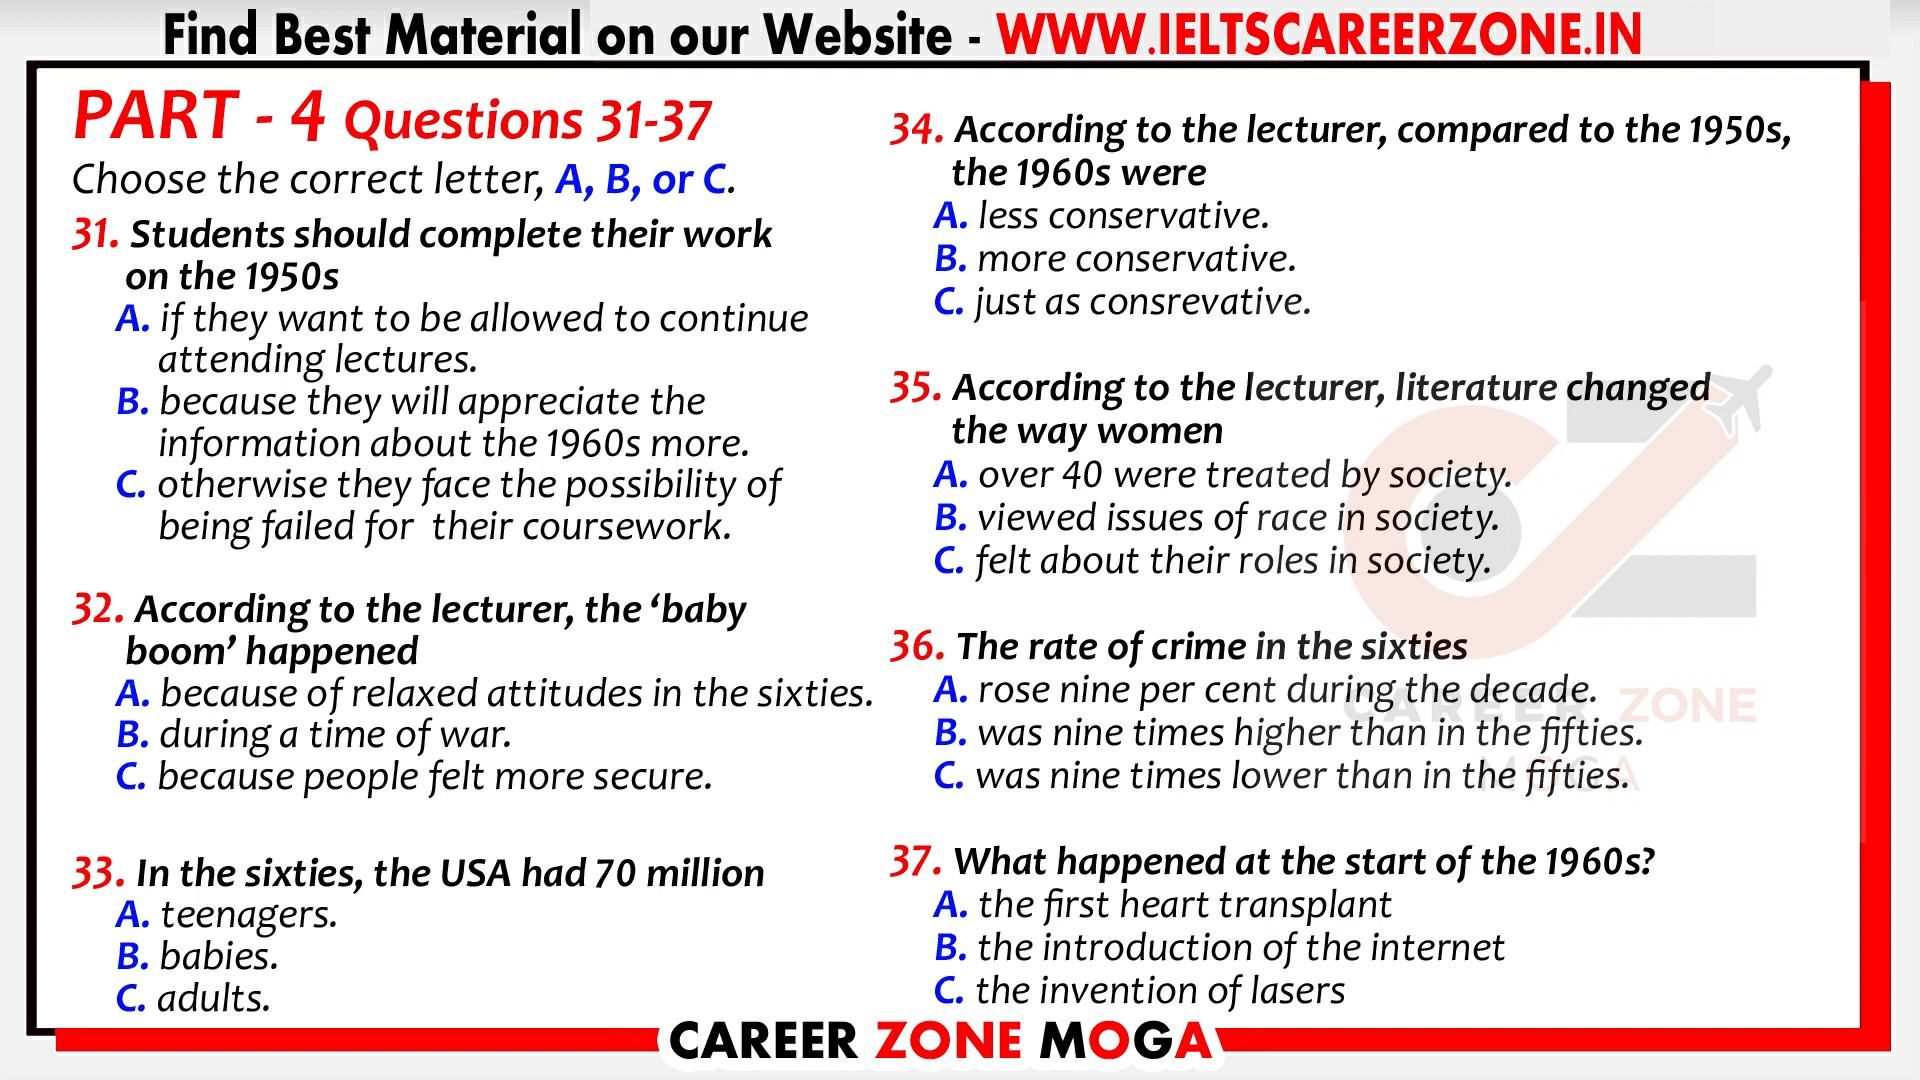 Find Best Material on our Website - WWW.IELTSCAREERZONE.IN
PART - 4 Questions 31-37
Choose the correct letter, A, B, or C.
31. Students should complete their work
on the 1950s
A. if they want to be allowed to continue
attending lectures.
B. because they will appreciate the
information about the 1960s more.
C. otherwise they face the possibility of
being failed for their coursework.
32. According to the lecturer, the ‘baby
boom’ happened
A. because of relaxed attitudes in the sixties.
B. during a time of war.
C. because people felt more secure.
33. In the sixties, the USA had 70 million
A. teenagers.
B. babies.
C. adults.
34. According to the lecturer, compared to the 1950s,
the 1960s were
A. less conservative.
B. more conservative.
C. just as consrevative.
35. According to the lecturer, literature changed
the way women
A. over 40 were treated by society.
B. viewed issues of race in society.
C. felt about their roles in society.
36. The rate of crime in the sixties
A. rose nine per cent during the decade.
B. was nine times higher than in the fifties.
C. was nine times lower than in the fifties.
37. What happened at the start of the 1960s?
A. the first heart transplant
B. the introduction of the internet
C. the invention of lasers
CAREER ZONE
MOGA
CAREER ZONE MOGA